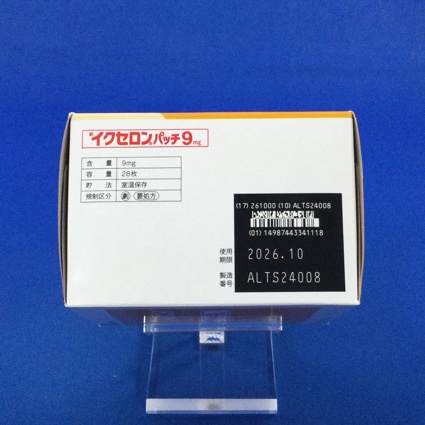 イクセロンパッチ9mg
含 量 9mg
容 量 28枚
貯 法 室温保存
規制区分 劇 要処方
(17) 261000 (10) ALTS24008
(01) 14987443341118
使用期限 2026.10
製造番号 ALTS24008